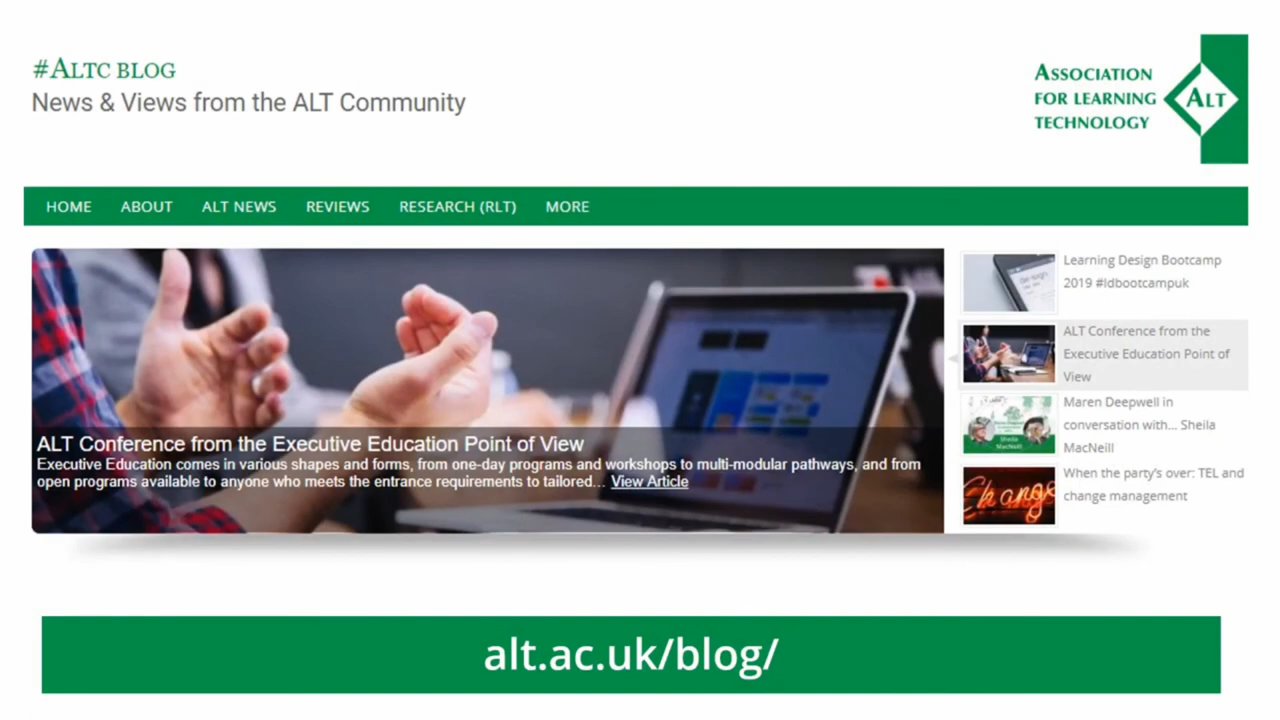 #ALTC BLOG
News & Views from the ALT Community
ASSOCIATION
FOR LEARNING
TECHNOLOGY
ALT
HOME ABOUT ALT NEWS REVIEWS RESEARCH (RLT) MORE
ALT Conference from the Executive Education Point of View
Executive Education comes in various shapes and forms, from one-day programs and workshops to multi-modular pathways, and from
open programs available to anyone who meets the entrance requirements to tailored... View Article
Learning Design Bootcamp
2019 #ldbootcampuk
ALT Conference from the
Executive Education Point of
View
Maren Deepwell in
conversation with... Sheila
MacNeill
Sheila
MacNeill
When the party's over: TEL and
change management
Change
alt.ac.uk/blog/